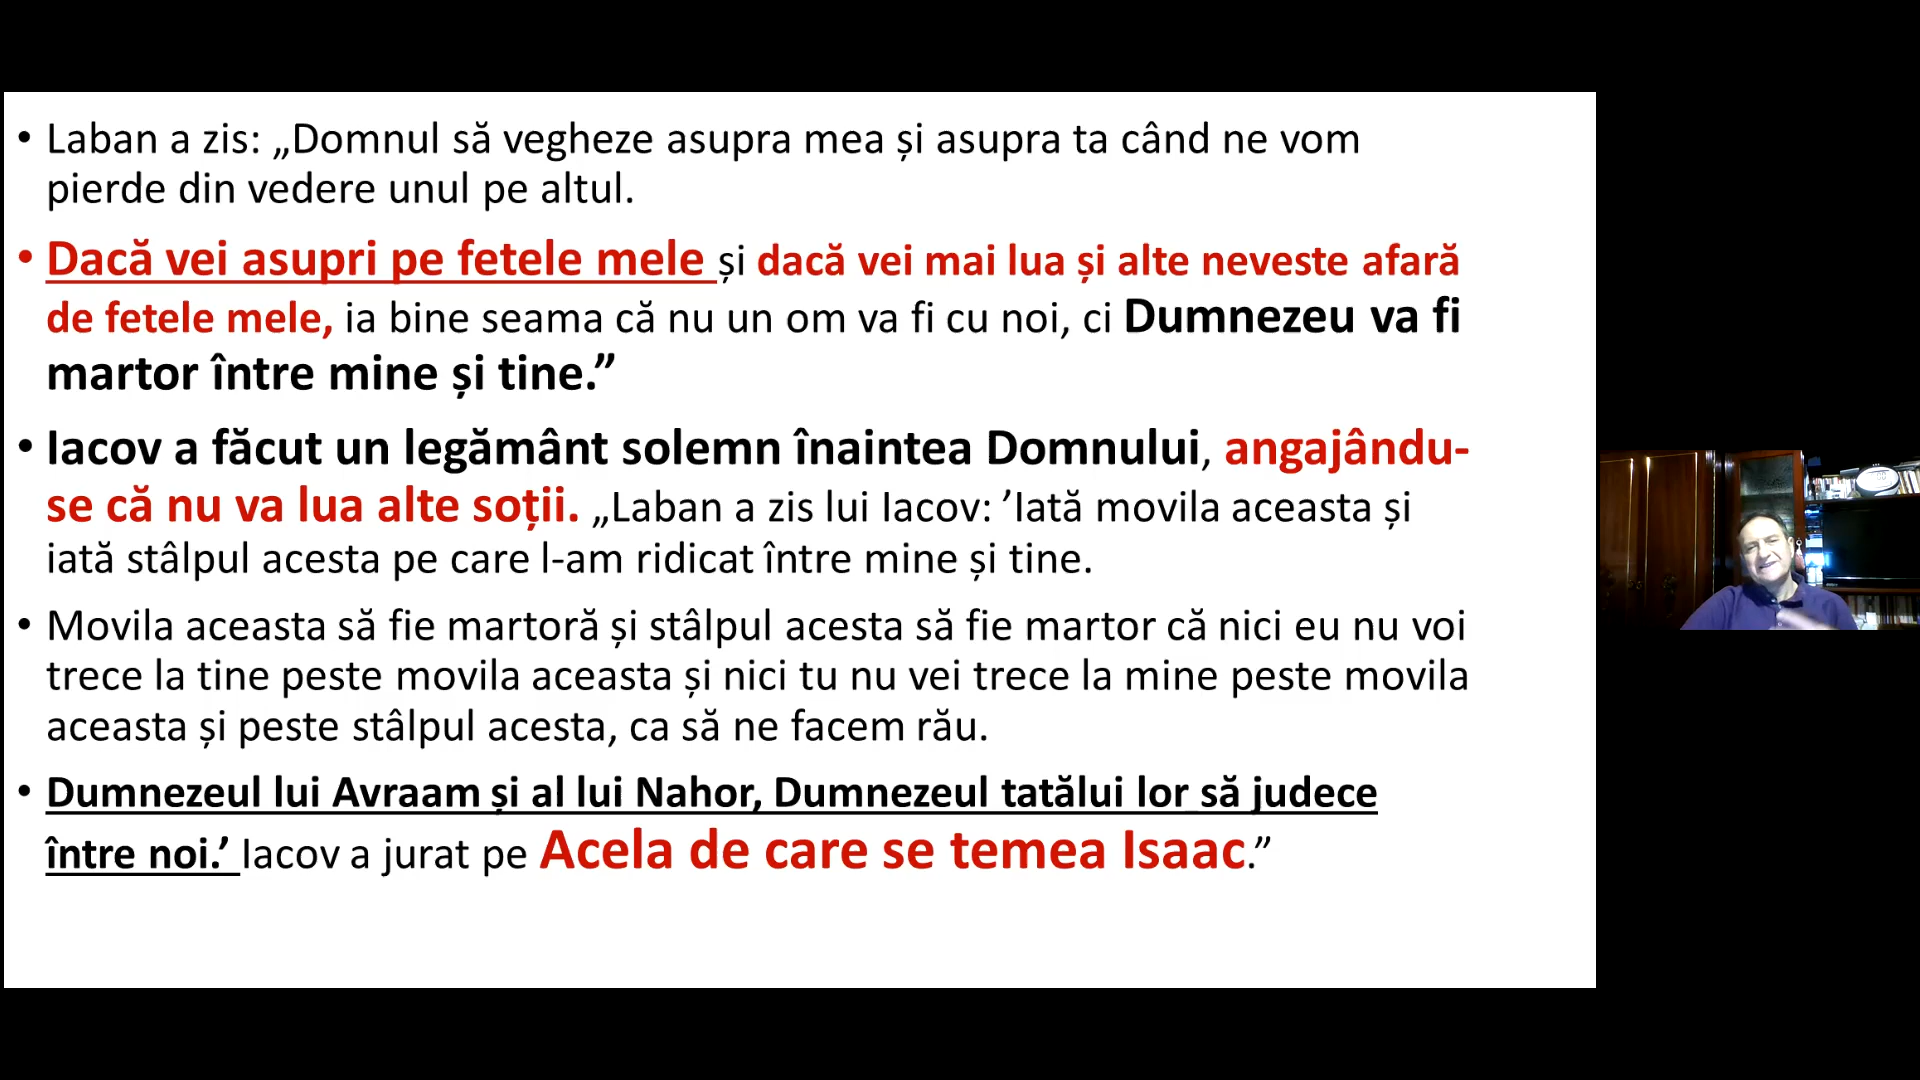 • Laban a zis: „Domnul să vegheze asupra mea și asupra ta când ne vom
pierde din vedere unul pe altul.
• Dacă vei asupri pe fetele mele și dacă vei mai lua și alte neveste afară
de fetele mele, ia bine seama că nu un om va fi cu noi, ci Dumnezeu va fi
martor între mine și tine.”
• Iacov a făcut un legământ solemn înaintea Domnului, angajându-
se că nu va lua alte soții. „Laban a zis lui Iacov: ’Iată movila aceasta și
iată stâlpul acesta pe care l-am ridicat între mine și tine.
• Movila aceasta să fie martoră și stâlpul acesta să fie martor că nici eu nu voi
trece la tine peste movila aceasta și nici tu nu vei trece la mine peste movila
aceasta și peste stâlpul acesta, ca să ne facem rău.
• Dumnezeul lui Avraam și al lui Nahor, Dumnezeul tatălui lor să judece
între noi.’ Iacov a jurat pe Acela de care se temea Isaac.”